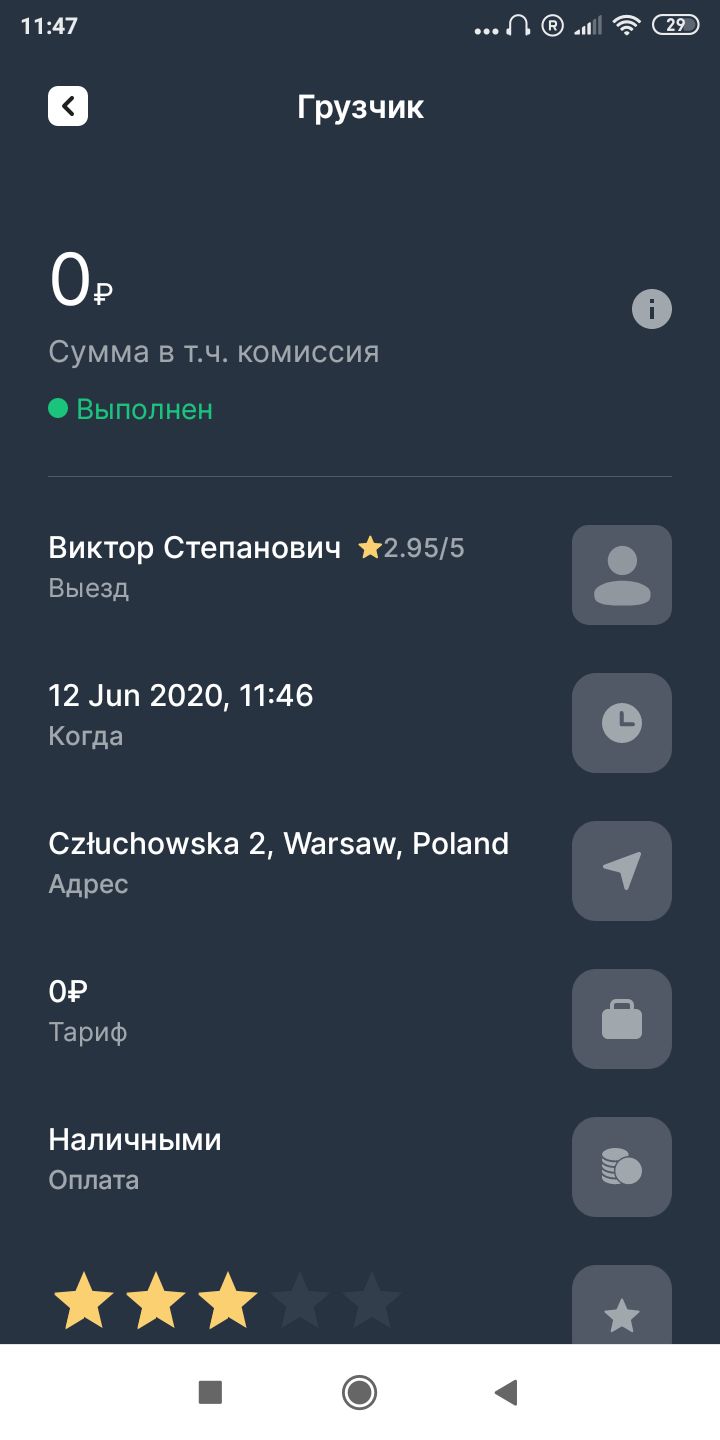 11:47
R 29
Грузчик
0₽
Сумма в т.ч. комиссия
Выполнен
Виктор Степанович 2.95/5
Выезд
12 Jun 2020, 11:46
Когда
Człuchowska 2, Warsaw, Poland
Адрес
0₽
Тариф
Наличными
Оплата